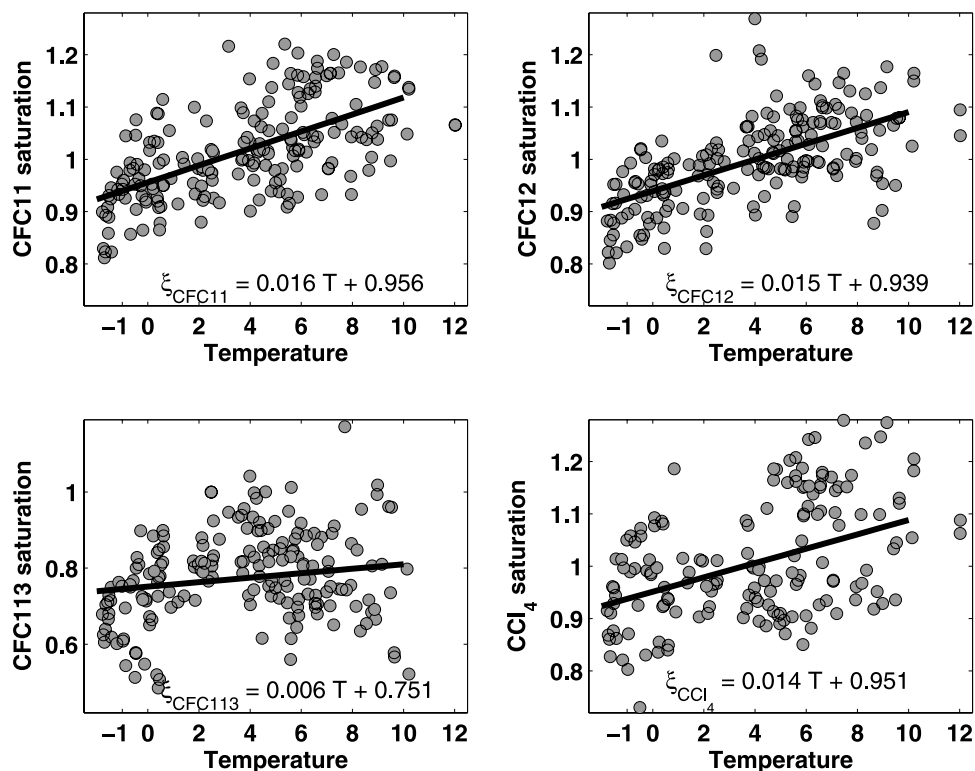 CFC11 saturation
1.2
1.1
1
0.9
0.8
ξCFC11 = 0.016 T + 0.956
−1 0 2 4 6 8 10 12
Temperature
CFC12 saturation
1.2
1.1
1
0.9
0.8
ξCFC12 = 0.015 T + 0.939
−1 0 2 4 6 8 10 12
Temperature
CFC113 saturation
1
0.8
0.6
ξCFC113 = 0.006 T + 0.751
−1 0 2 4 6 8 10 12
Temperature
CCl4 saturation
1.2
1.1
1
0.9
0.8
ξCCl4 = 0.014 T + 0.951
−1 0 2 4 6 8 10 12
Temperature